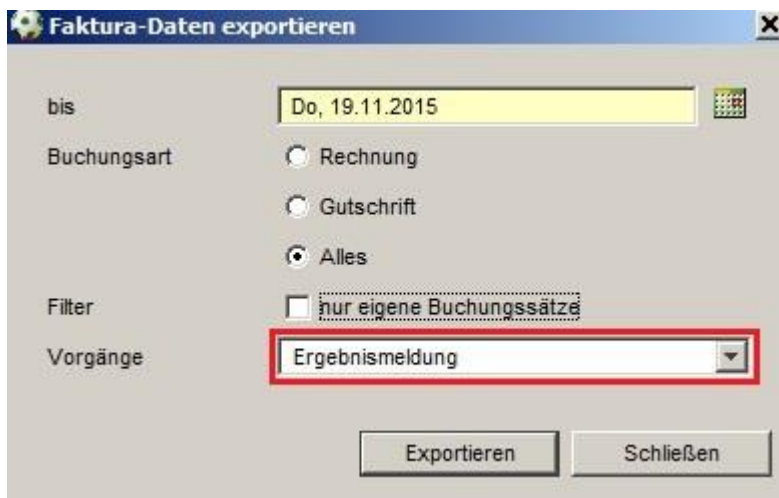 Faktura-Daten exportieren
bis Do, 19.11.2015
Buchungsart Rechnung
Gutschrift
Alles
Filter nur eigene Buchungssätze
Vorgänge Ergebnismeldung
Exportieren Schließen